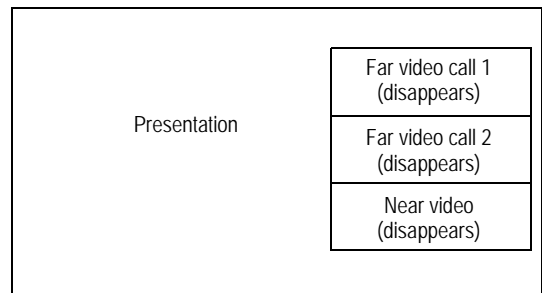 Presentation
Far video call 1
(disappears)
Far video call 2
(disappears)
Near video
(disappears)